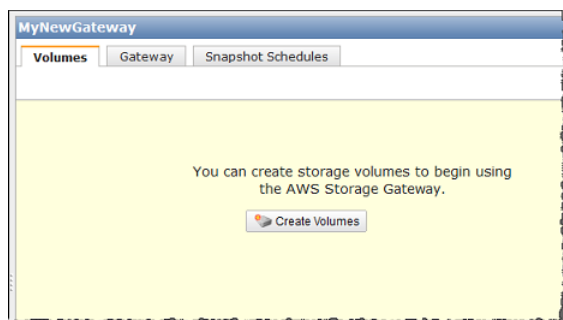 MyNewGateway
Volumes Gateway Snapshot Schedules
You can create storage volumes to begin using
the AWS Storage Gateway.
Create Volumes